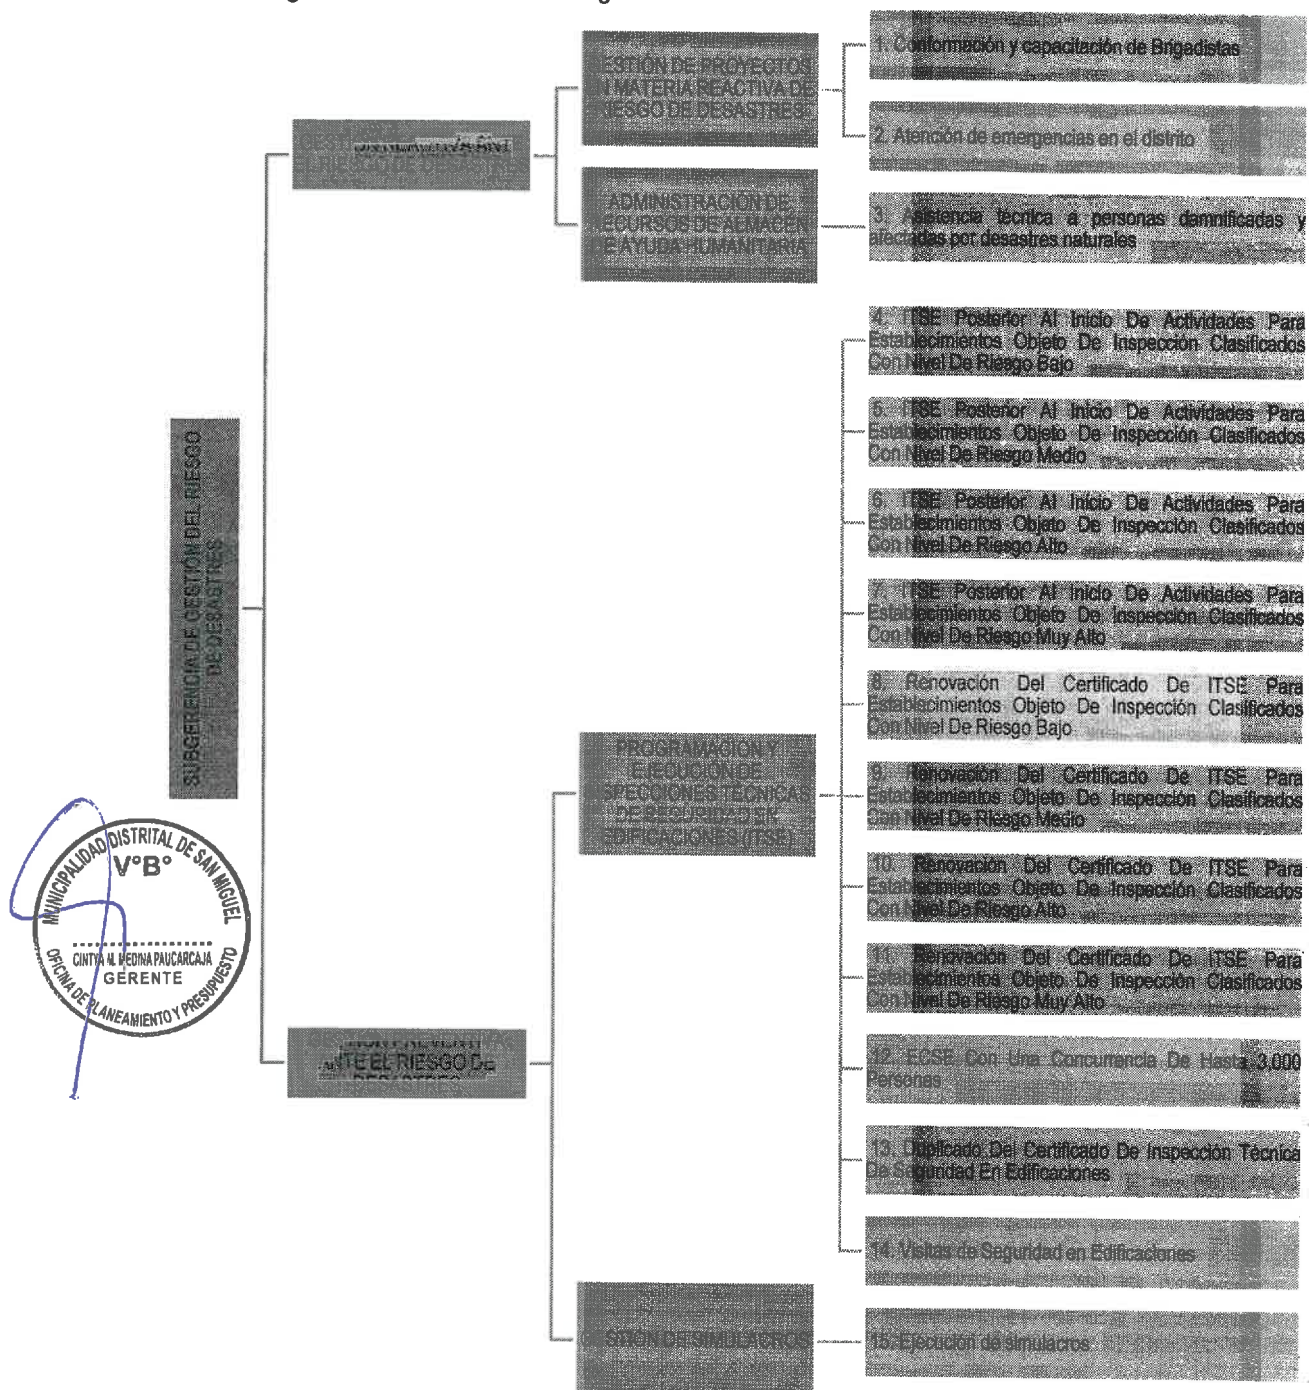 SUBGERENCIA DE GESTIÓN DEL RIESGO
DE DESASTRES
ANTE EL RIESGO DE
ESTIÓN DE PROYECTOS
N MATERIA REACTIVA DE
IESGO DE DESASTRES
ADMINISTRACIÓN DE
ECURSOS DE ALMACÉN
DE AYUDA HUMANITARIA
PROGRAMACIÓN Y
EJECUCIÓN DE
SPECCIONES TÉCNICAS
DE SEGURIDAD EN
EDIFICACIONES (ITSE)
STIÓN DE SIMULACROS
1. Conformación y capacitación de Brigadistas
2. Atención de emergencias en el distrito
3. Asistencia técnica a personas damnificadas y
afectadas por desastres naturales
4. ITSE Posterior Al Inicio De Actividades Para
Establecimientos Objeto De Inspección Clasificados
Con Nivel De Riesgo Bajo
5. ITSE Posterior Al Inicio De Actividades Para
Establecimientos Objeto De Inspección Clasificados
Con Nivel De Riesgo Medio
6. ITSE Posterior Al Inicio De Actividades Para
Establecimientos Objeto De Inspección Clasificados
Con Nivel De Riesgo Alto
7. ITSE Posterior Al Inicio De Actividades Para
Establecimientos Objeto De Inspección Clasificados
Con Nivel De Riesgo Muy Alto
8. Renovación Del Certificado De ITSE Para
Establecimientos Objeto De Inspección Clasificados
Con Nivel De Riesgo Bajo
9. Renovación Del Certificado De ITSE Para
Establecimientos Objeto De Inspección Clasificados
Con Nivel De Riesgo Medio
10. Renovación Del Certificado De ITSE Para
Establecimientos Objeto De Inspección Clasificados
Con Nivel De Riesgo Alto
11. Renovación Del Certificado De ITSE Para
Establecimientos Objeto De Inspección Clasificados
Con Nivel De Riesgo Muy Alto
12. ECSE Con Una Concurrencia De Hasta 3,000
Personas
13. Duplicado Del Certificado De Inspección Técnica
De Seguridad En Edificaciones
14. Visitas de Seguridad en Edificaciones
15. Ejecución de simulacros
MUNICIPALIDAD DISTRITAL DE SAN MIGUEL
V°B°
CINTYA M. MEDINA PAUCARCAJA
GERENTE
OFICINA DE PLANEAMIENTO Y PRESUPUESTO